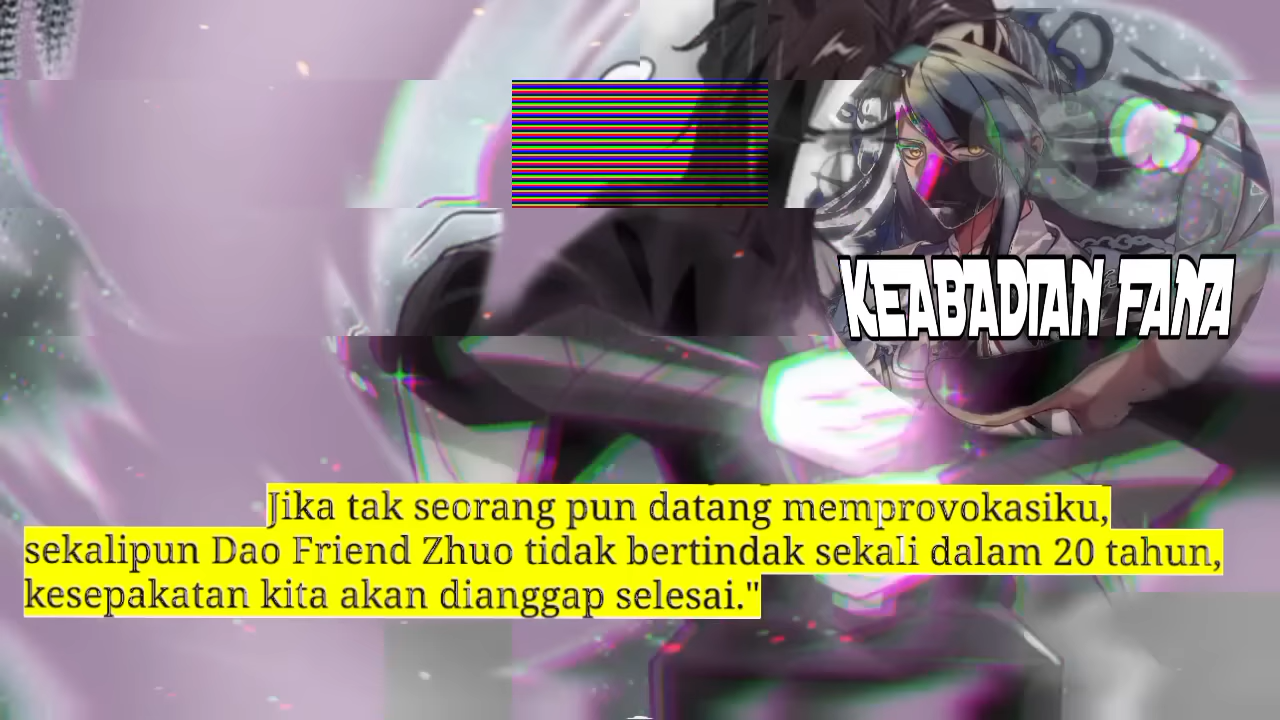 KEABADIAN FANA
Jika tak seorang pun datang memprovokasiku,
sekalipun Dao Friend Zhuo tidak bertindak sekali dalam 20 tahun,
kesepakatan kita akan dianggap selesai."